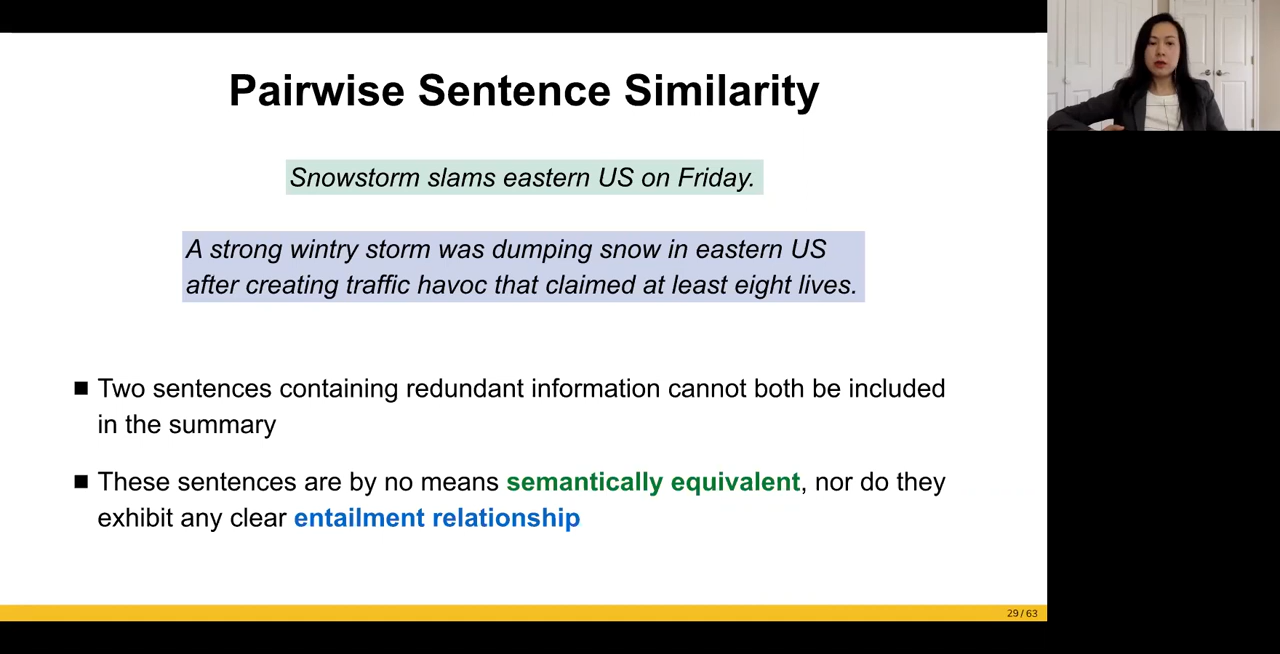 Pairwise Sentence Similarity
Snowstorm slams eastern US on Friday.
A strong wintry storm was dumping snow in eastern US
after creating traffic havoc that claimed at least eight lives.
■ Two sentences containing redundant information cannot both be included
in the summary
■ These sentences are by no means semantically equivalent, nor do they
exhibit any clear entailment relationship
29 / 63